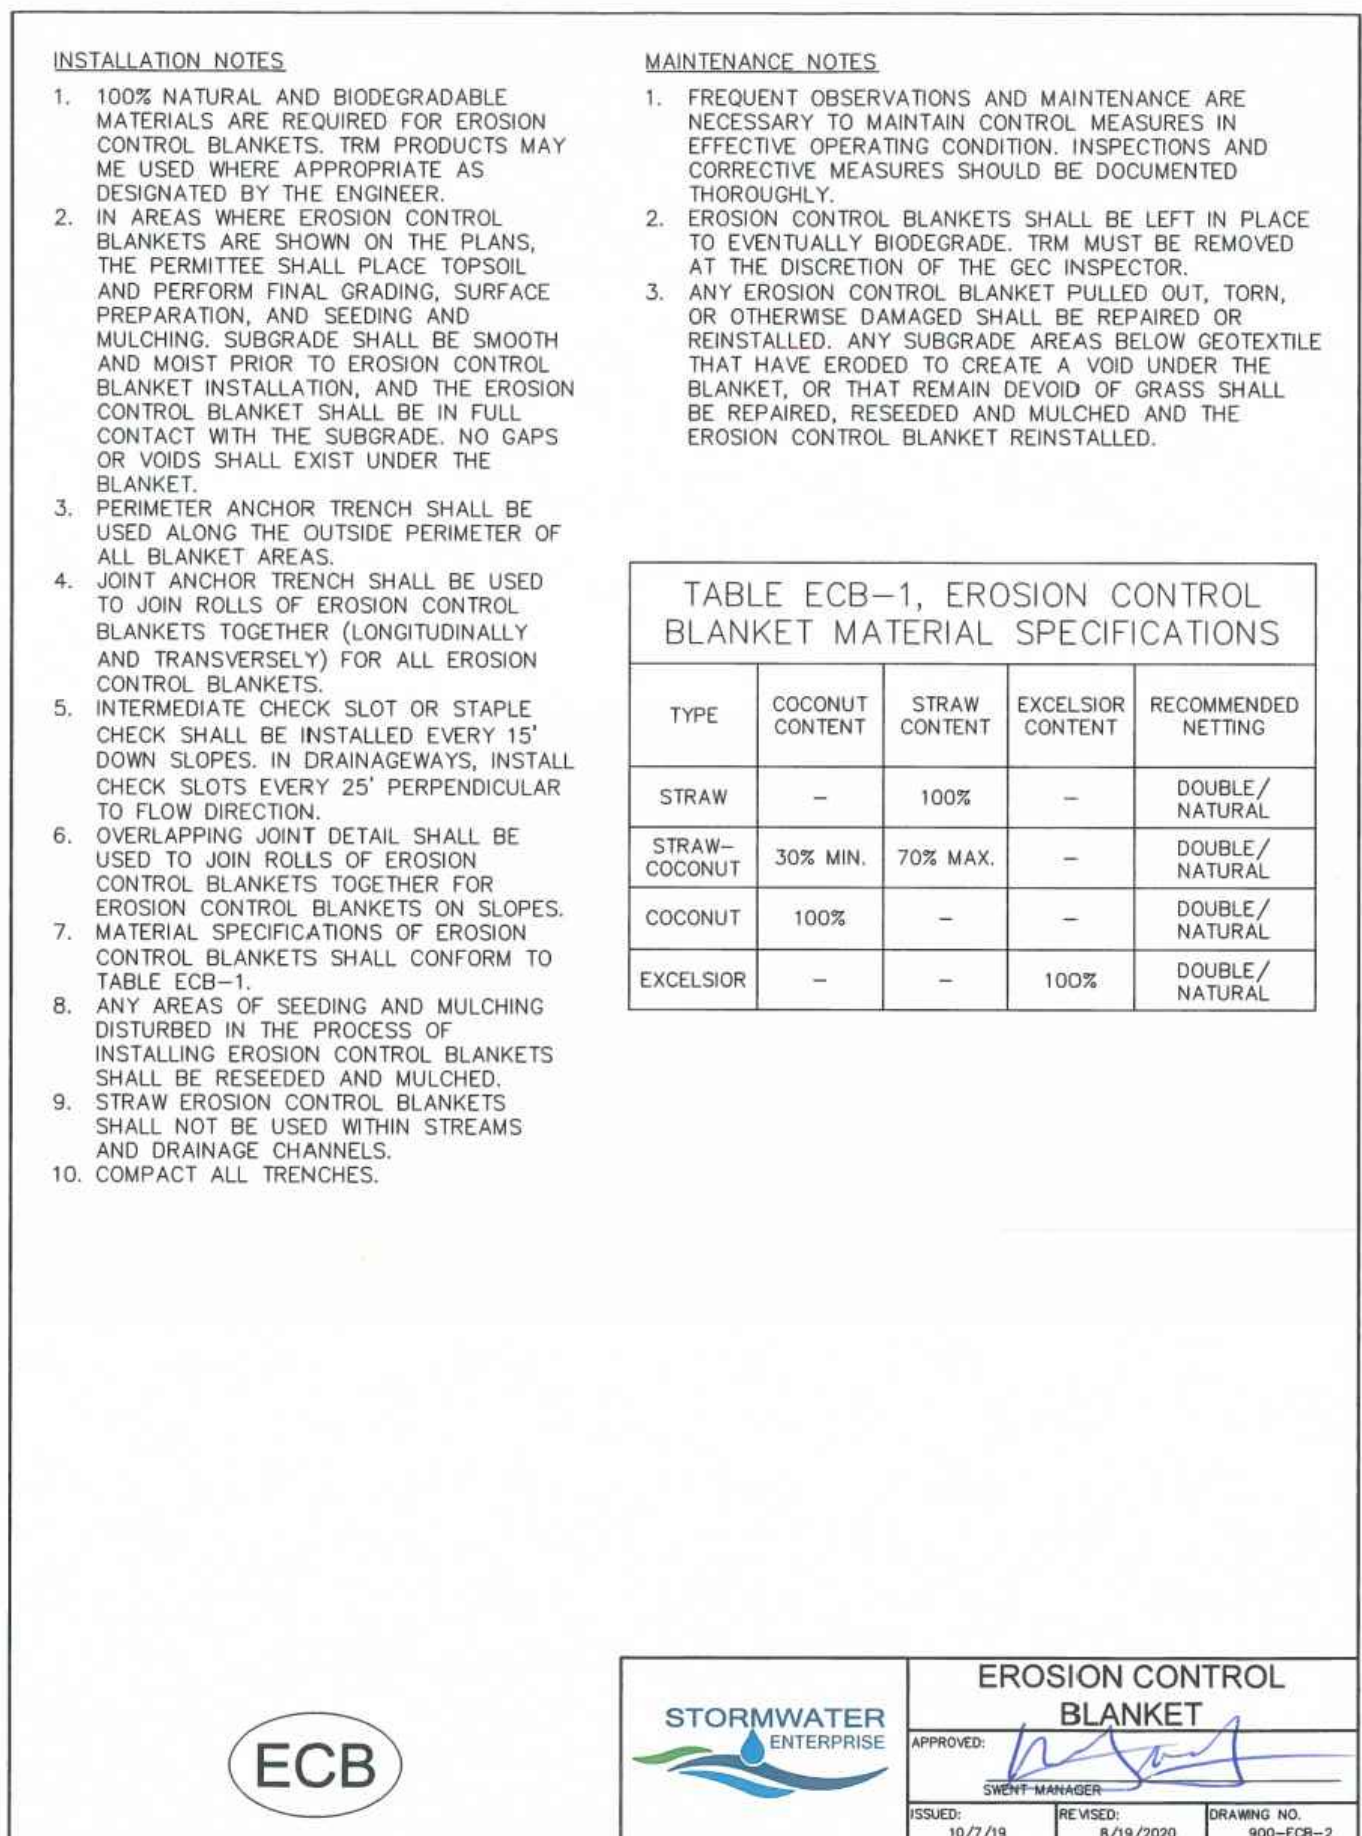 INSTALLATION NOTES
1. 100% NATURAL AND BIODEGRADABLE
MATERIALS ARE REQUIRED FOR EROSION
CONTROL BLANKETS. TRM PRODUCTS MAY
ME USED WHERE APPROPRIATE AS
DESIGNATED BY THE ENGINEER.
2. IN AREAS WHERE EROSION CONTROL
BLANKETS ARE SHOWN ON THE PLANS,
THE PERMITTEE SHALL PLACE TOPSOIL
AND PERFORM FINAL GRADING, SURFACE
PREPARATION, AND SEEDING AND
MULCHING. SUBGRADE SHALL BE SMOOTH
AND MOIST PRIOR TO EROSION CONTROL
BLANKET INSTALLATION, AND THE EROSION
CONTROL BLANKET SHALL BE IN FULL
CONTACT WITH THE SUBGRADE. NO GAPS
OR VOIDS SHALL EXIST UNDER THE
BLANKET.
3. PERIMETER ANCHOR TRENCH SHALL BE
USED ALONG THE OUTSIDE PERIMETER OF
ALL BLANKET AREAS.
4. JOINT ANCHOR TRENCH SHALL BE USED
TO JOIN ROLLS OF EROSION CONTROL
BLANKETS TOGETHER (LONGITUDINALLY
AND TRANSVERSELY) FOR ALL EROSION
CONTROL BLANKETS.
5. INTERMEDIATE CHECK SLOT OR STAPLE
CHECK SHALL BE INSTALLED EVERY 15'
DOWN SLOPES. IN DRAINAGEWAYS, INSTALL
CHECK SLOTS EVERY 25' PERPENDICULAR
TO FLOW DIRECTION.
6. OVERLAPPING JOINT DETAIL SHALL BE
USED TO JOIN ROLLS OF EROSION
CONTROL BLANKETS TOGETHER FOR
EROSION CONTROL BLANKETS ON SLOPES.
7. MATERIAL SPECIFICATIONS OF EROSION
CONTROL BLANKETS SHALL CONFORM TO
TABLE ECB-1.
8. ANY AREAS OF SEEDING AND MULCHING
DISTURBED IN THE PROCESS OF
INSTALLING EROSION CONTROL BLANKETS
SHALL BE RESEEDED AND MULCHED.
9. STRAW EROSION CONTROL BLANKETS
SHALL NOT BE USED WITHIN STREAMS
AND DRAINAGE CHANNELS.
10. COMPACT ALL TRENCHES.
MAINTENANCE NOTES
1. FREQUENT OBSERVATIONS AND MAINTENANCE ARE
NECESSARY TO MAINTAIN CONTROL MEASURES IN
EFFECTIVE OPERATING CONDITION. INSPECTIONS AND
CORRECTIVE MEASURES SHOULD BE DOCUMENTED
THOROUGHLY.
2. EROSION CONTROL BLANKETS SHALL BE LEFT IN PLACE
TO EVENTUALLY BIODEGRADE. TRM MUST BE REMOVED
AT THE DISCRETION OF THE GEC INSPECTOR.
3. ANY EROSION CONTROL BLANKET PULLED OUT, TORN,
OR OTHERWISE DAMAGED SHALL BE REPAIRED OR
REINSTALLED. ANY SUBGRADE AREAS BELOW GEOTEXTILE
THAT HAVE ERODED TO CREATE A VOID UNDER THE
BLANKET, OR THAT REMAIN DEVOID OF GRASS SHALL
BE REPAIRED, RESEEDED AND MULCHED AND THE
EROSION CONTROL BLANKET REINSTALLED.
TABLE ECB-1, EROSION CONTROL
BLANKET MATERIAL SPECIFICATIONS
TYPE COCONUT CONTENT STRAW CONTENT EXCELSIOR CONTENT RECOMMENDED NETTING
STRAW - 100% - DOUBLE/ NATURAL
STRAW-COCONUT 30% MIN. 70% MAX. - DOUBLE/ NATURAL
COCONUT 100% - - DOUBLE/ NATURAL
EXCELSIOR - - 100% DOUBLE/ NATURAL
ECB
STORMWATER
ENTERPRISE
EROSION CONTROL
BLANKET
APPROVED:
SWENT MANAGER
ISSUED: REVISED: DRAWING NO.
10/7/19 8/19/2020 900-ECB-2